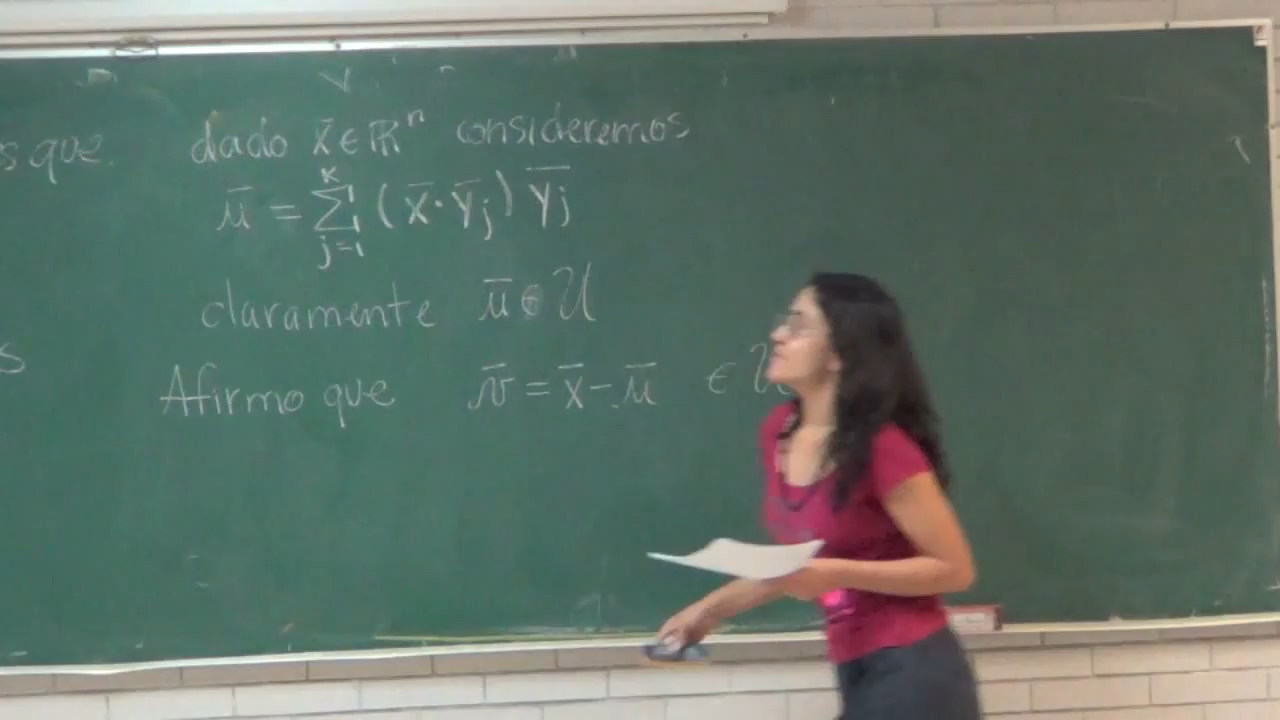 s que.
dado x̄ ∈ ℝⁿ consideremos
ū = Σ_{j=1}^{K} (x̄ · ȳj) ȳj
claramente ū ∈ U
s
Afirmo que v̄ = x̄ - ū ∈ U